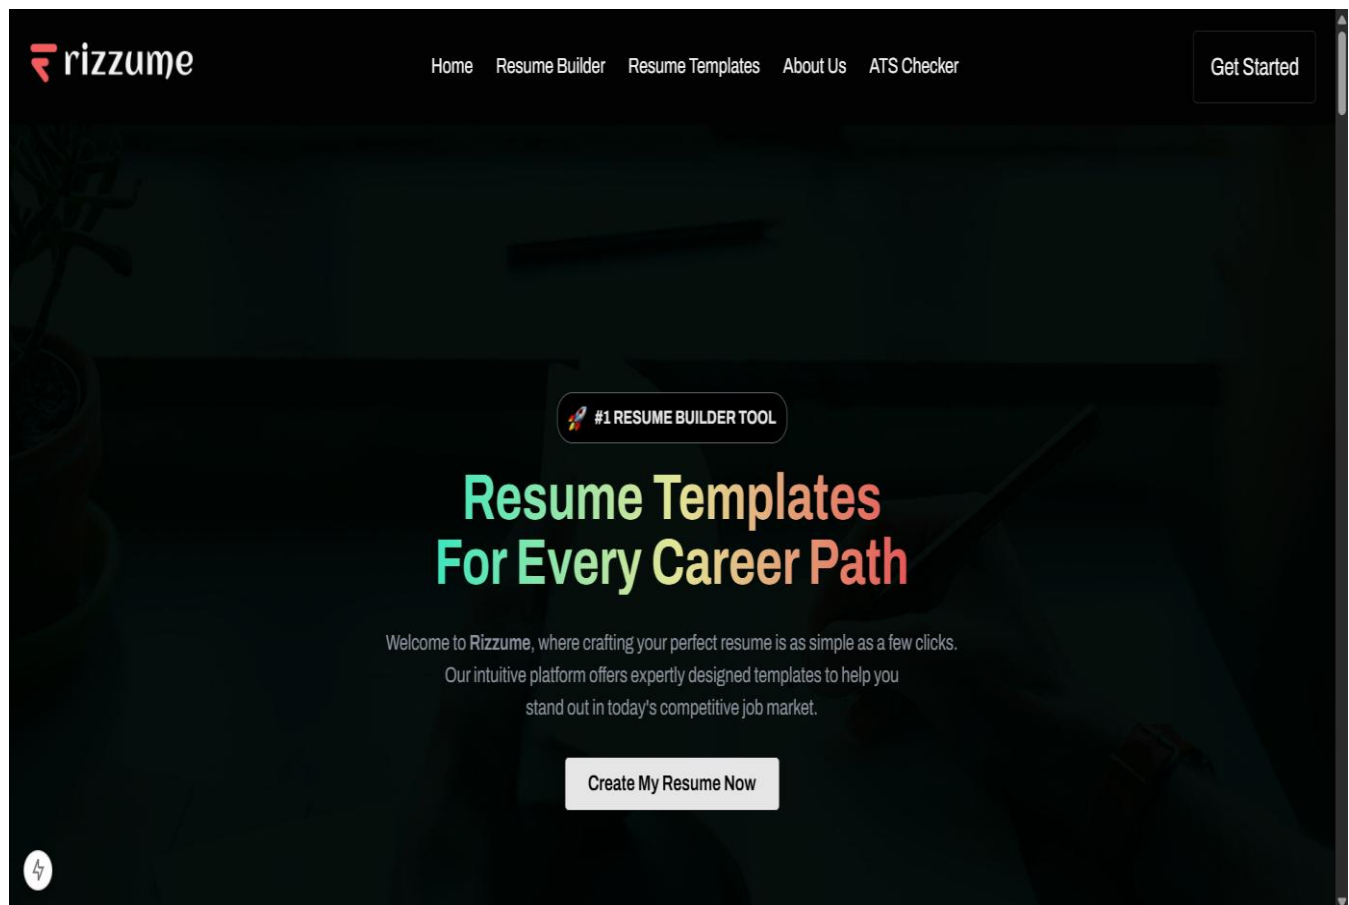 rizzume
Home Resume Builder Resume Templates About Us ATS Checker
Get Started
#1 RESUME BUILDER TOOL
Resume Templates
For Every Career Path
Welcome to Rizzume, where crafting your perfect resume is as simple as a few clicks.
Our intuitive platform offers expertly designed templates to help you
stand out in today's competitive job market.
Create My Resume Now